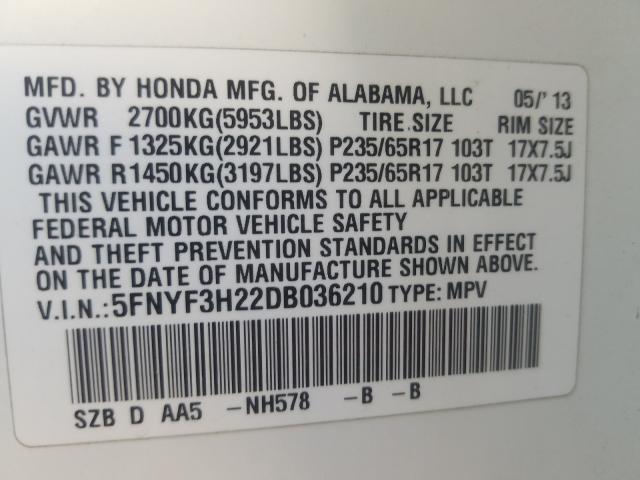 MFD. BY HONDA MFG. OF ALABAMA, LLC 05/'13
GVWR 2700KG(5953LBS) TIRE SIZE RIM SIZE
GAWR F 1325KG(2921LBS) P235/65R17 103T 17X7.5J
GAWR R1450KG(3197LBS) P235/65R17 103T 17X7.5J
THIS VEHICLE CONFORMS TO ALL APPLICABLE
FEDERAL MOTOR VEHICLE SAFETY
AND THEFT PREVENTION STANDARDS IN EFFECT
ON THE DATE OF MANUFACTURE SHOWN ABOVE.
V.I.N.:5FNYF3H22DB036210 TYPE: MPV
SZB D AA5 -NH578 -B -B